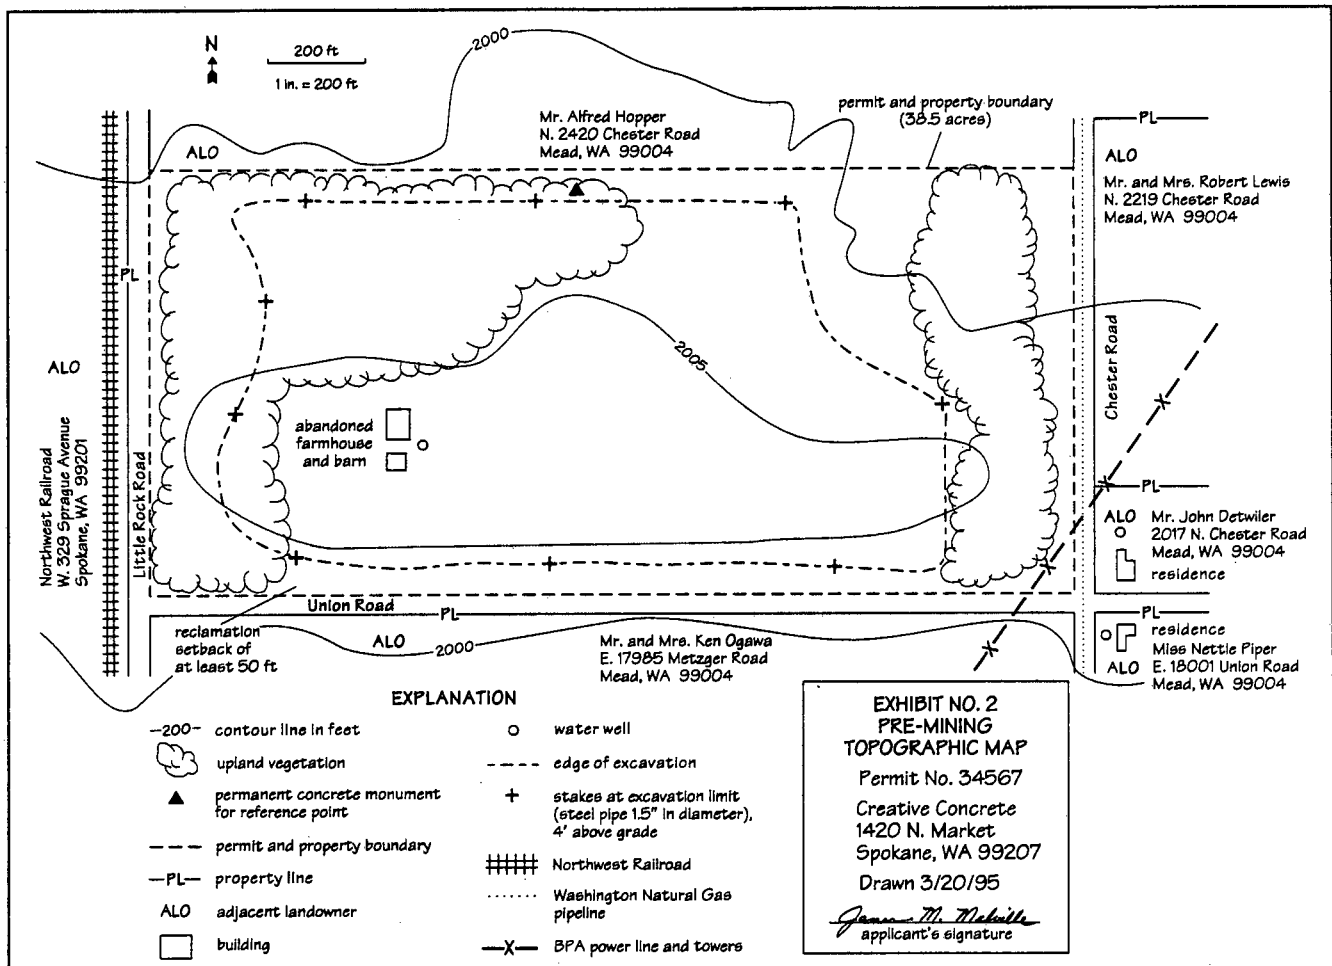 N
200 ft
1 in. = 200 ft
2000
Mr. Alfred Hopper
N. 2420 Chester Road
Mead, WA 99004
permit and property boundary
(38.5 acres)
PL
ALO
ALO
Mr. and Mrs. Robert Lewis
N. 2219 Chester Road
Mead, WA 99004
PL
2005
ALO
Chester Road
abandoned
farmhouse
and barn
Northwest Railroad
W. 329 Sprague Avenue
Spokane, WA 99201
Little Rock Road
PL
ALO
Mr. John Detwiler
2017 N. Chester Road
Mead, WA 99004
residence
Union Road
PL
PL
reclamation
setback of
at least 50 ft
ALO
2000
Mr. and Mrs. Ken Ogawa
E. 17985 Metzger Road
Mead, WA 99004
residence
Miss Nettie Piper
ALO
E. 18001 Union Road
Mead, WA 99004
EXPLANATION
-200- contour line in feet
upland vegetation
permanent concrete monument
for reference point
permit and property boundary
-PL- property line
ALO adjacent landowner
building
water well
edge of excavation
stakes at excavation limit
(steel pipe 1.5" in diameter),
4' above grade
Northwest Railroad
Washington Natural Gas
pipeline
BPA power line and towers
EXHIBIT NO. 2
PRE-MINING
TOPOGRAPHIC MAP
Permit No. 34567
Creative Concrete
1420 N. Market
Spokane, WA 99207
Drawn 3/20/95
James M. Melville
applicant's signature